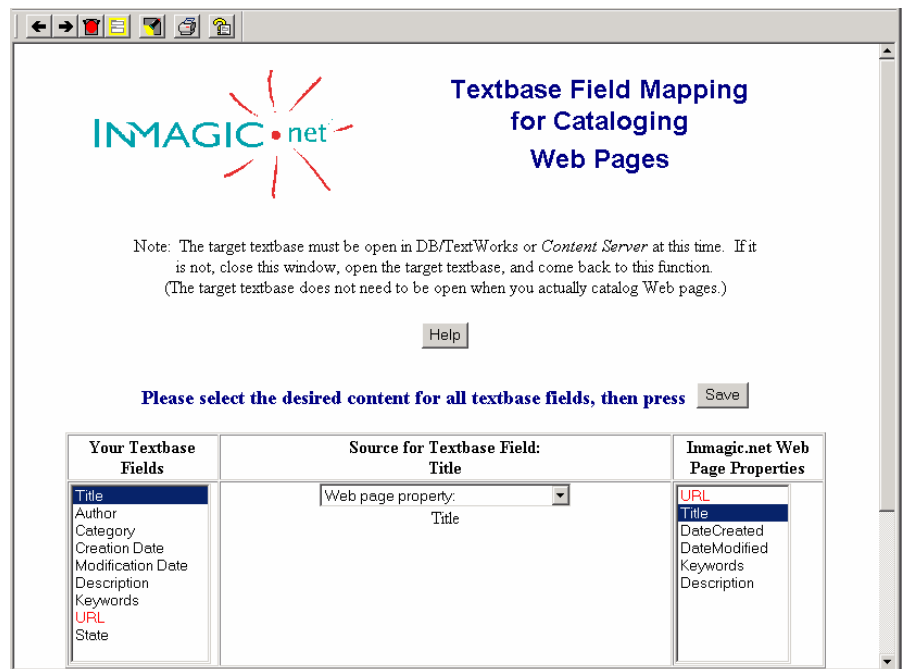 Textbase Field Mapping
for Cataloging
Web Pages
INMAGIC.net
Note: The target textbase must be open in DB/TextWorks or Content Server at this time. If it
is not, close this window, open the target textbase, and come back to this function.
(The target textbase does not need to be open when you actually catalog Web pages.)
Help
Please select the desired content for all textbase fields, then press Save
Your Textbase
Fields
Source for Textbase Field:
Title
Inmagic.net Web
Page Properties
Title
Author
Category
Creation Date
Modification Date
Description
Keywords
URL
State
Web page property:
Title
URL
Title
DateCreated
DateModified
Keywords
Description